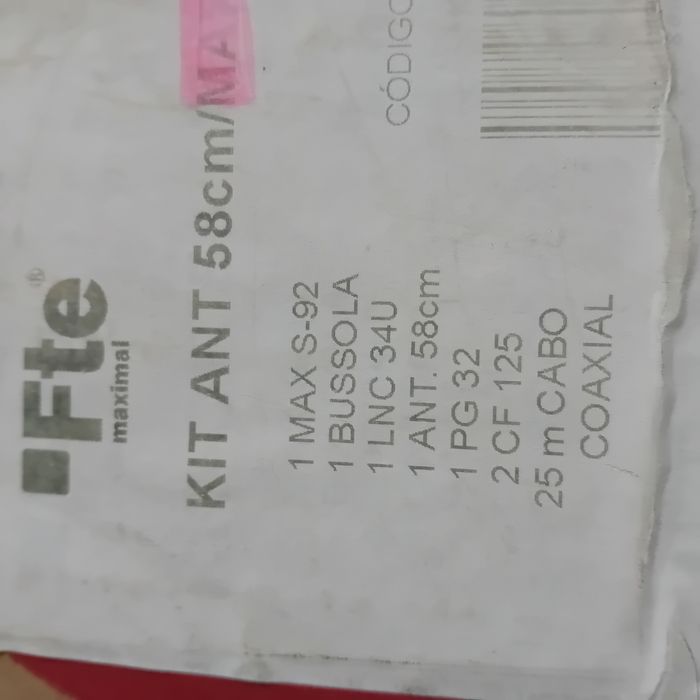 Fte
maximal
KIT ANT 58cm/MA
CÓDIGO
1 MAX S-92
1 BUSSOLA
1 LNC 34U
1 ANT. 58cm
1 PG 32
2 CF 125
25 m CABO
COAXIAL